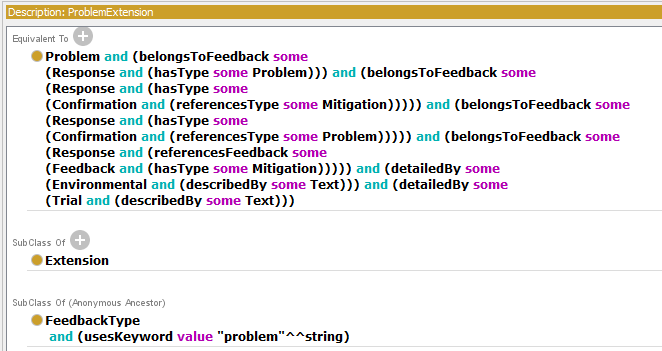 Description: ProblemExtension
Equivalent To
Problem and (belongsToFeedback some
(Response and (hasType some Problem))) and (belongsToFeedback some
(Response and (hasType some
(Confirmation and (referencesType some Mitigation))))) and (belongsToFeedback some
(Response and (hasType some
(Confirmation and (referencesType some Problem))))) and (belongsToFeedback some
(Response and (referencesFeedback some
(Feedback and (hasType some Mitigation))))) and (detailedBy some
(Environmental and (describedBy some Text))) and (detailedBy some
(Trial and (describedBy some Text)))
SubClass Of
Extension
SubClass Of (Anonymous Ancestor)
FeedbackType
and (usesKeyword value "problem"^^string)